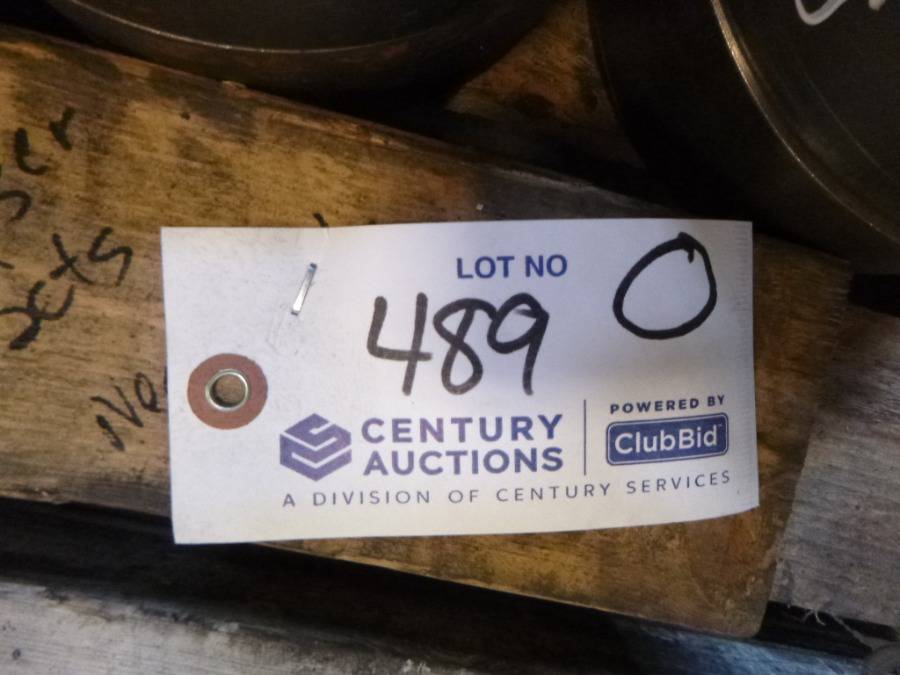 LOT NO
489 O
CENTURY AUCTIONS
POWERED BY
ClubBid
A DIVISION OF CENTURY SERVICES